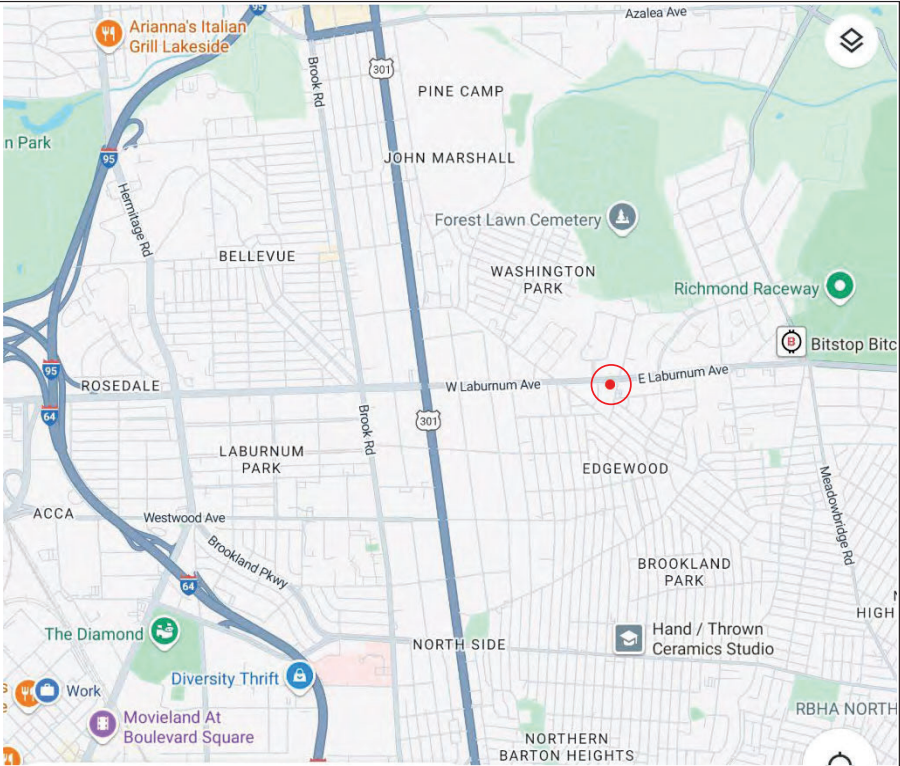 95
Azalea Ave
Arianna's Italian
Grill Lakeside
301
Brook Rd
PINE CAMP
n Park
95
JOHN MARSHALL
Hermitage Rd
Forest Lawn Cemetery
BELLEVUE
WASHINGTON
PARK
Richmond Raceway
B
Bitstop Bitc
95
ROSEDALE
W Laburnum Ave
E Laburnum Ave
64
Brook Rd
301
LABURNUM
PARK
EDGEWOOD
Meadowbridge Rd
ACCA
Westwood Ave
Brookland Pkwy
BROOKLAND
PARK
64
N
HIGH
The Diamond
NORTH SIDE
Hand / Thrown
Ceramics Studio
Diversity Thrift
s
e
Work
RBHA NORTH
Movieland At
Boulevard Square
NORTHERN
BARTON HEIGHTS